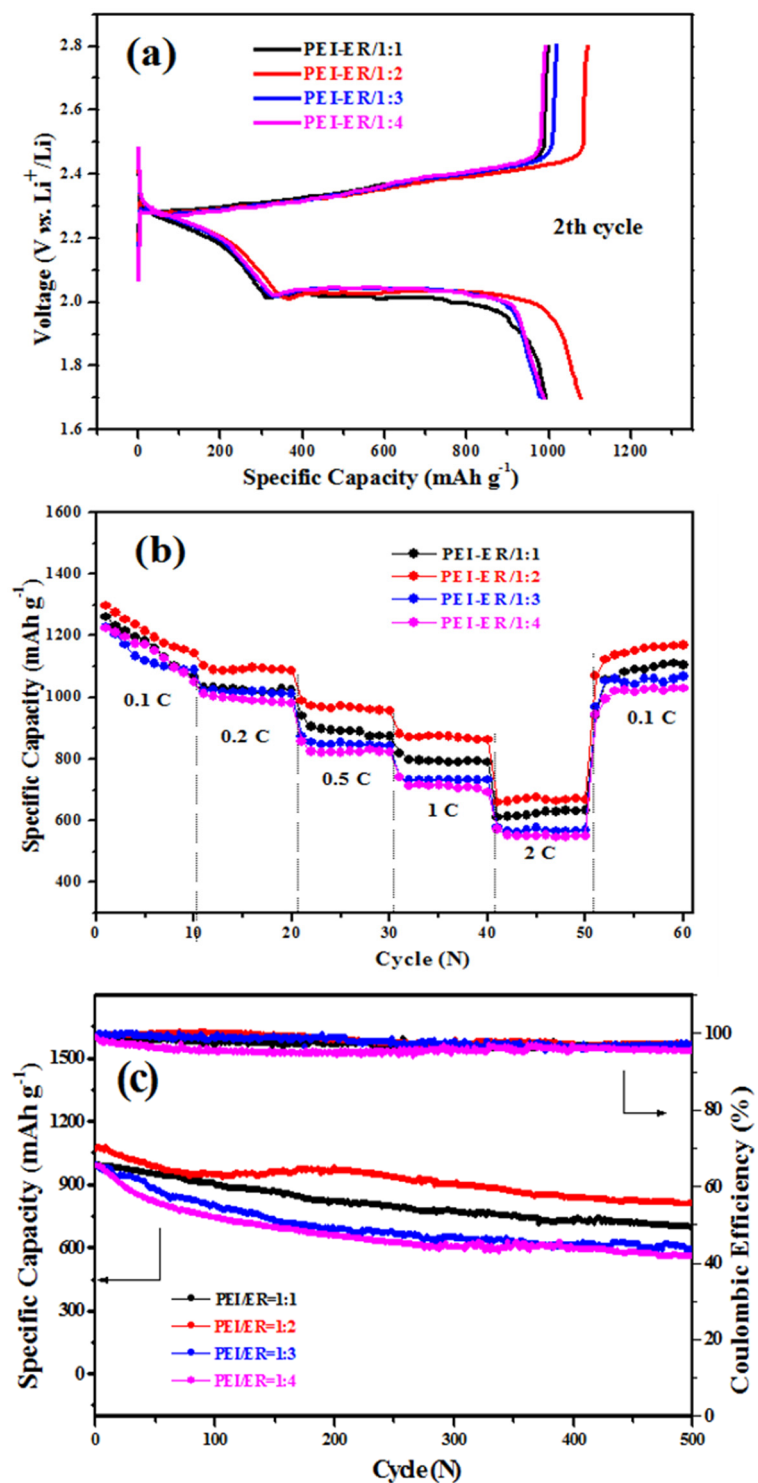 (a)
PEI-ER/1:1
PEI-ER/1:2
PEI-ER/1:3
PEI-ER/1:4
2th cycle
2.8
2.6
2.4
2.2
2.0
1.8
1.6
Voltage (V vs. Li⁺/Li)
0 200 400 600 800 1000 1200
Specific Capacity (mAh g⁻¹)
(b)
PEI-ER/1:1
PEI-ER/1:2
PEI-ER/1:3
PEI-ER/1:4
1600
1400
1200
1000
800
600
400
Specific Capacity (mAh g⁻¹)
0.1 C
0.2 C
0.5 C
1 C
2 C
0.1 C
0 10 20 30 40 50 60
Cycle (N)
(c)
1500
1200
900
600
300
0
Specific Capacity (mAh g⁻¹)
100
80
60
40
20
0
Coulombic Efficiency (%)
PEI/ER=1:1
PEI/ER=1:2
PEI/ER=1:3
PEI/ER=1:4
0 100 200 300 400 500
Cycle (N)